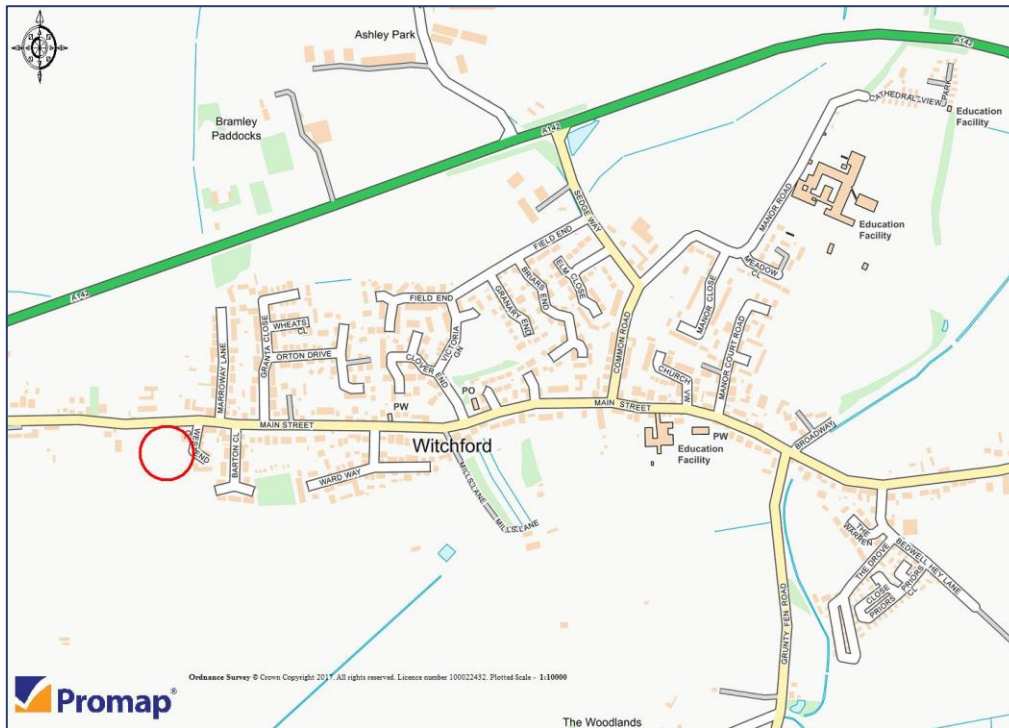 Ashley Park
A142
CATHEDRAL VIEW PARK
Education
Facility
Bramley
Paddocks
A142
SEDGE WAY
MANOR ROAD
Education
Facility
FIELD END
ELM CLOSE
BRIARS END
GRANARY END
MEADOW CL
A142
FIELD END
VICTORIA GN
MANOR CLOSE
MANOR COURT ROAD
GRANTA CLOSE
WHEATS CL
ORTON DRIVE
MARROWAY LANE
CLOVER END
COMMON ROAD
CHURCH VW
PO
PW
MAIN STREET
MAIN STREET
Witchford
PW
Education
Facility
BROADWAY
WEST END CL
BARTON CL
WARD WAY
MILLS LANE
MILLS LANE
THE WARREN
THE DROVE
BEDWELL HEY LANE
PRIORS CL
CLOSE
PRIORS
GRUNTY FEN ROAD
Ordnance Survey © Crown Copyright 2017. All rights reserved. Licence number 100022432. Plotted Scale - 1:10000
Promap®
The Woodlands